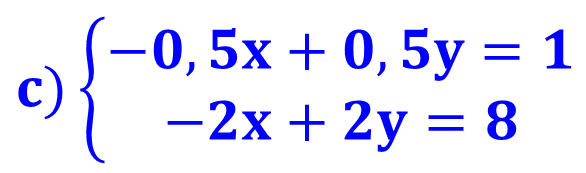 c) { −0, 5x + 0, 5y = 1
−2x + 2y = 8